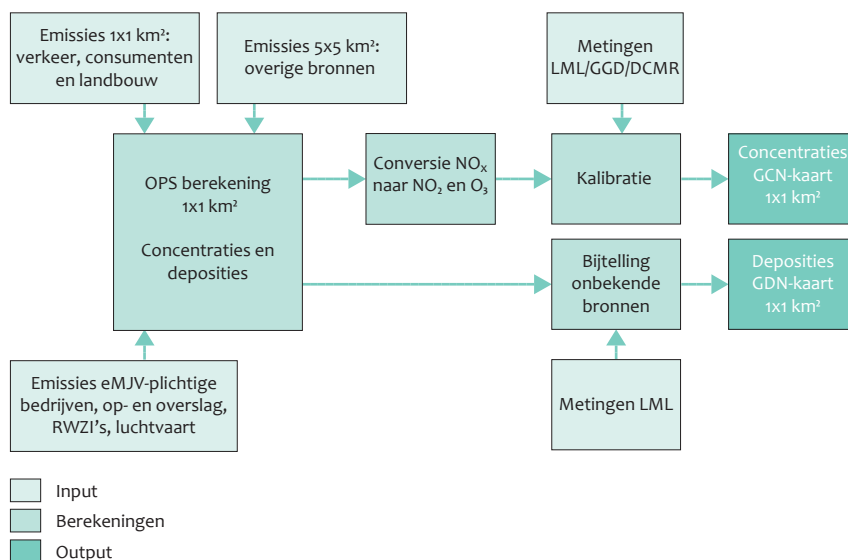 Emissies 1x1 km²:
verkeer, consumenten
en landbouw
Emissies 5x5 km²:
overige bronnen
Metingen
LML/GGD/DCMR
OPS berekening
1x1 km²
Concentraties en
deposities
Conversie NOₓ
naar NO₂ en O₃
Kalibratie
Concentraties
GCN-kaart
1x1 km²
Bijtelling
onbekende
bronnen
Deposities
GDN-kaart
1x1 km²
Emissies eMJV-plichtige
bedrijven, op- en overslag,
RWZI's, luchtvaart
Metingen LML
Input
Berekeningen
Output